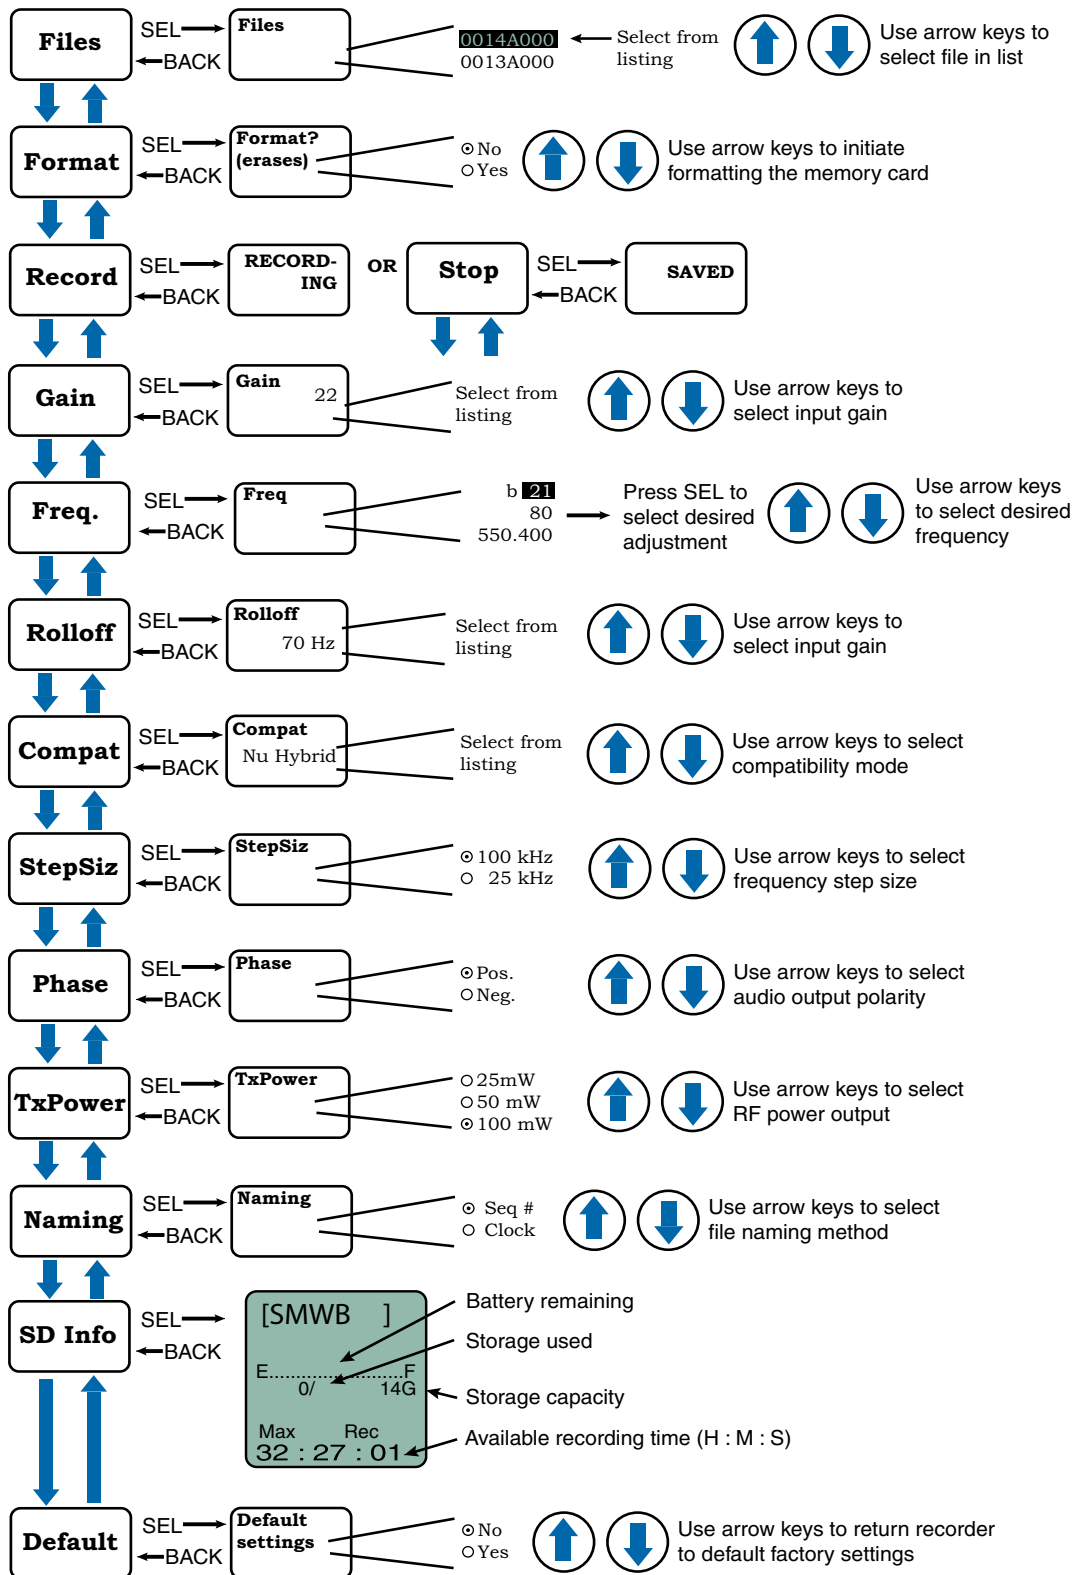 Files
SEL
BACK
Files
0014A000
0013A000
Select from
listing
Use arrow keys to
select file in list
Format
SEL
BACK
Format?
(erases)
No
Yes
Use arrow keys to initiate
formatting the memory card
Record
SEL
BACK
RECORD-
ING
OR
Stop
SEL
BACK
SAVED
Gain
SEL
BACK
Gain
22
Select from
listing
Use arrow keys to
select input gain
Freq.
SEL
BACK
Freq
b 21
80
550.400
Press SEL to
select desired
adjustment
Use arrow keys
to select desired
frequency
Rolloff
SEL
BACK
Rolloff
70 Hz
Select from
listing
Use arrow keys to
select input gain
Compat
SEL
BACK
Compat
Nu Hybrid
Select from
listing
Use arrow keys to select
compatibility mode
StepSiz
SEL
BACK
StepSiz
100 kHz
25 kHz
Use arrow keys to select
frequency step size
Phase
SEL
BACK
Phase
Pos.
Neg.
Use arrow keys to select
audio output polarity
TxPower
SEL
BACK
TxPower
25mW
50 mW
100 mW
Use arrow keys to select
RF power output
Naming
SEL
BACK
Naming
Seq #
Clock
Use arrow keys to select
file naming method
SD Info
SEL
BACK
[SMWB ]
E........................F
0/ 14G
Max Rec
32 : 27 : 01
Battery remaining
Storage used
Storage capacity
Available recording time (H : M : S)
Default
SEL
BACK
Default
settings
No
Yes
Use arrow keys to return recorder
to default factory settings